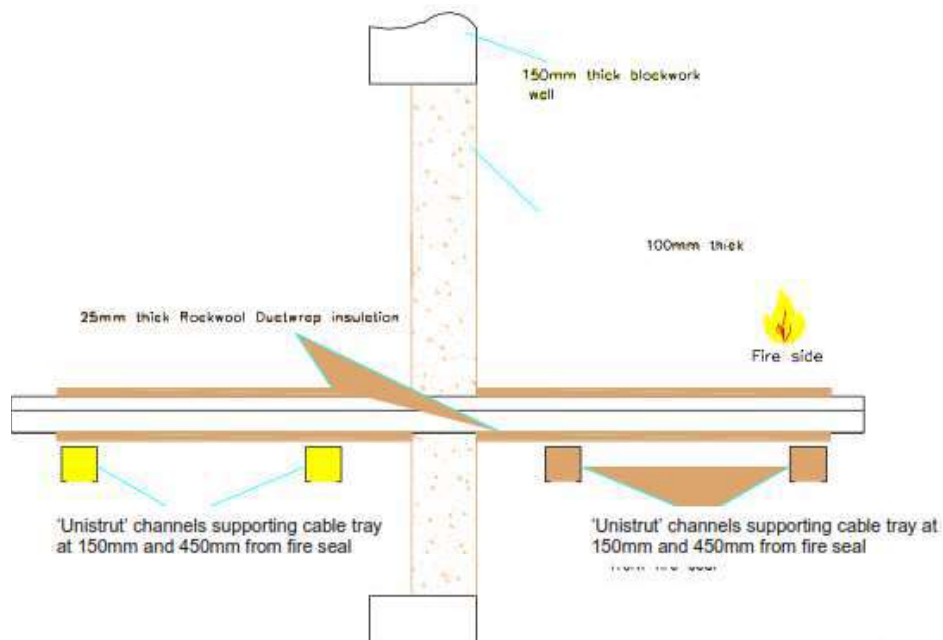 150mm thick blockwork
wall
100mm thick
25mm thick Rockwool Ductwrap insulation
Fire side
'Unistrut' channels supporting cable tray
at 150mm and 450mm from fire seal
'Unistrut' channels supporting cable tray at
150mm and 450mm from fire seal